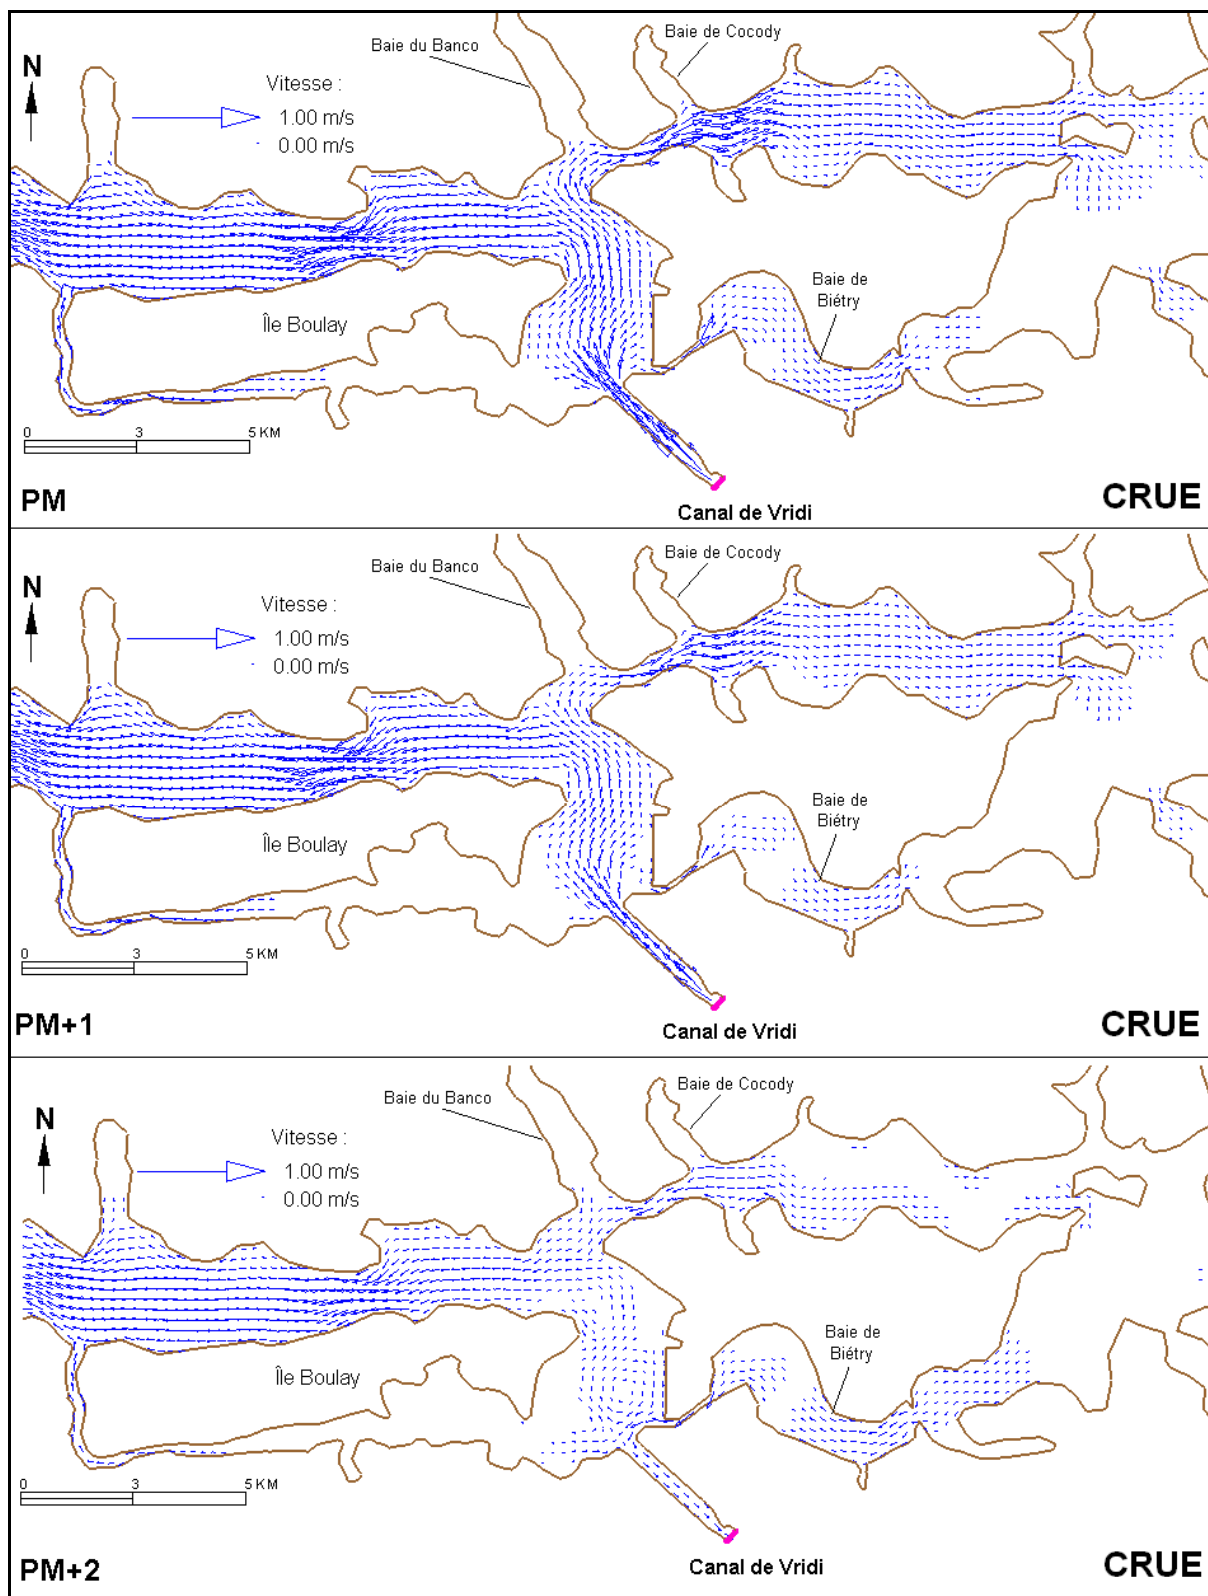 Baie de Cocody
Baie du Banco
N
Vitesse :
1.00 m/s
0.00 m/s
Baie de
Biétry
Île Boulay
0 3 5 KM
PM
CRUE
Canal de Vridi
Baie de Cocody
Baie du Banco
N
Vitesse :
1.00 m/s
0.00 m/s
Baie de
Biétry
Île Boulay
0 3 5 KM
PM+1
CRUE
Canal de Vridi
Baie de Cocody
Baie du Banco
N
Vitesse :
1.00 m/s
0.00 m/s
Baie de
Biétry
Île Boulay
0 3 5 KM
PM+2
CRUE
Canal de Vridi